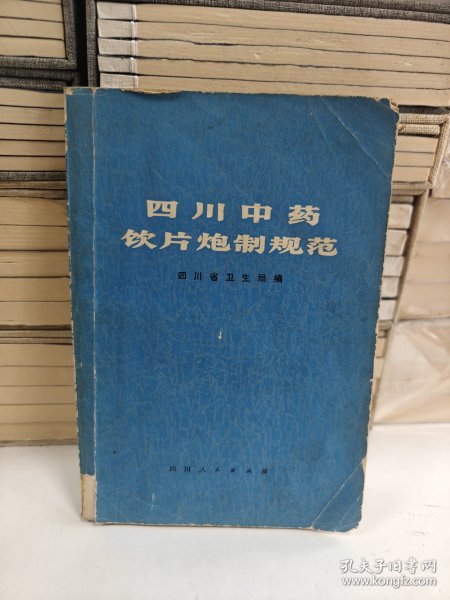 四川中药
饮片炮制规范
四川省卫生局编
四川人民出版社
孔夫子旧书网
www.kongfz.com